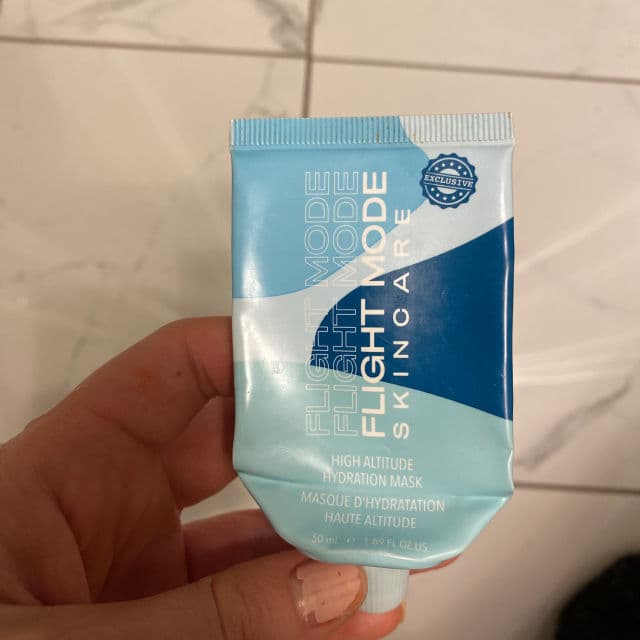 EXCLUSIVE
FLIGHT MODE
FLIGHT MODE
FLIGHT MODE
SKINCARE
HIGH ALTITUDE
HYDRATION MASK
MASQUE D'HYDRATATION
HAUTE ALTITUDE
50 ml ℮ 1.69 FL OZ US.